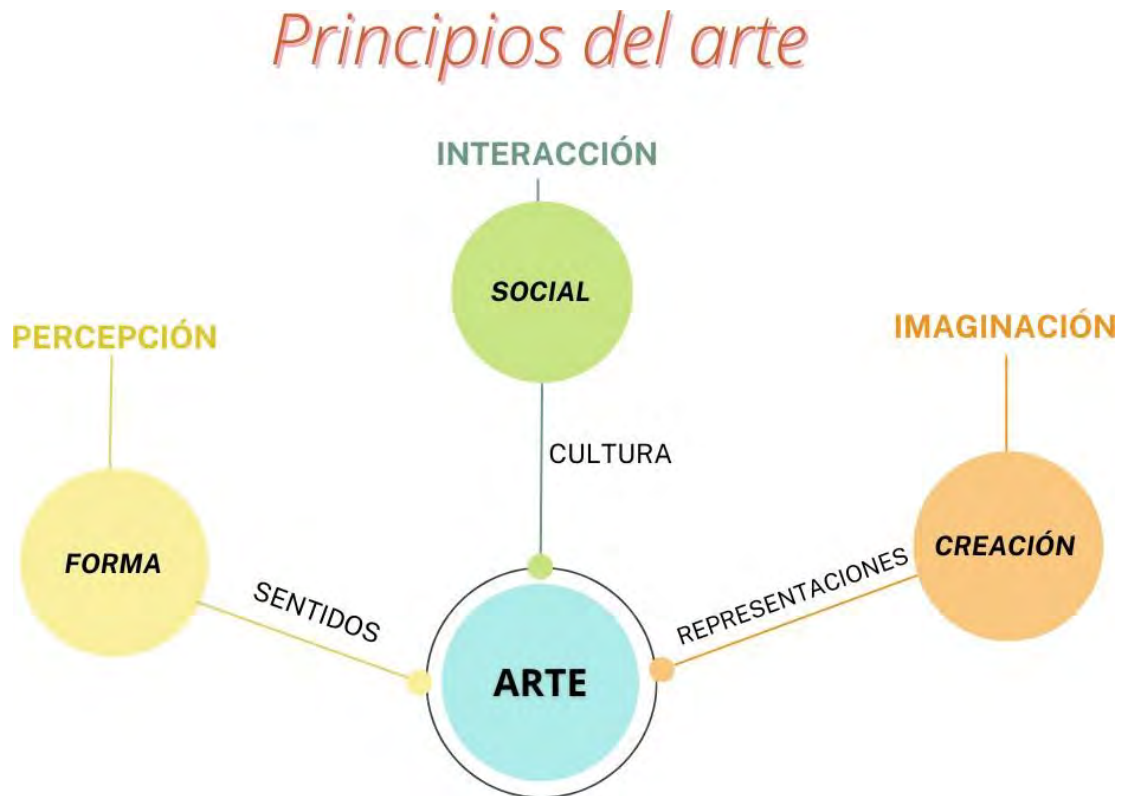 Principios del arte
INTERACCIÓN
SOCIAL
PERCEPCIÓN
IMAGINACIÓN
CULTURA
FORMA
CREACIÓN
SENTIDOS
REPRESENTACIONES
ARTE